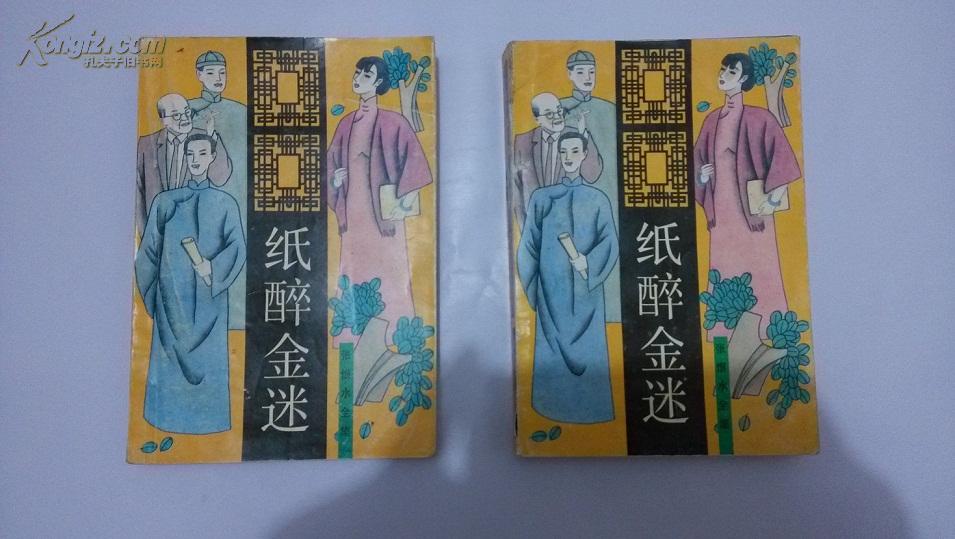 Kongfz.com
孔夫子旧书网
纸醉金迷
张恨水全集
纸醉金迷
张恨水全集